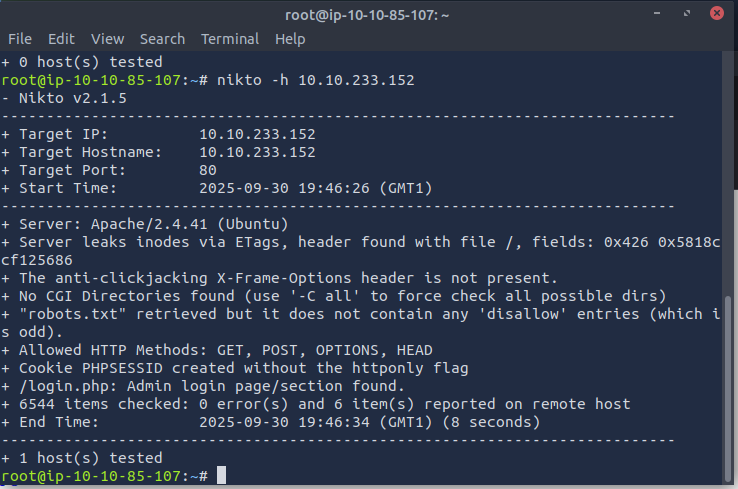 root@ip-10-10-85-107: ~
File Edit View Search Terminal Help
+ 0 host(s) tested
root@ip-10-10-85-107:~# nikto -h 10.10.233.152
- Nikto v2.1.5
---------------------------------------------------------------------------
+ Target IP:          10.10.233.152
+ Target Hostname:    10.10.233.152
+ Target Port:        80
+ Start Time:         2025-09-30 19:46:26 (GMT1)
---------------------------------------------------------------------------
+ Server: Apache/2.4.41 (Ubuntu)
+ Server leaks inodes via ETags, header found with file /, fields: 0x426 0x5818c
cf125686
+ The anti-clickjacking X-Frame-Options header is not present.
+ No CGI Directories found (use '-C all' to force check all possible dirs)
+ "robots.txt" retrieved but it does not contain any 'disallow' entries (which i
s odd).
+ Allowed HTTP Methods: GET, POST, OPTIONS, HEAD
+ Cookie PHPSESSID created without the httponly flag
+ /login.php: Admin login page/section found.
+ 6544 items checked: 0 error(s) and 6 item(s) reported on remote host
+ End Time:           2025-09-30 19:46:34 (GMT1) (8 seconds)
---------------------------------------------------------------------------
+ 1 host(s) tested
root@ip-10-10-85-107:~#